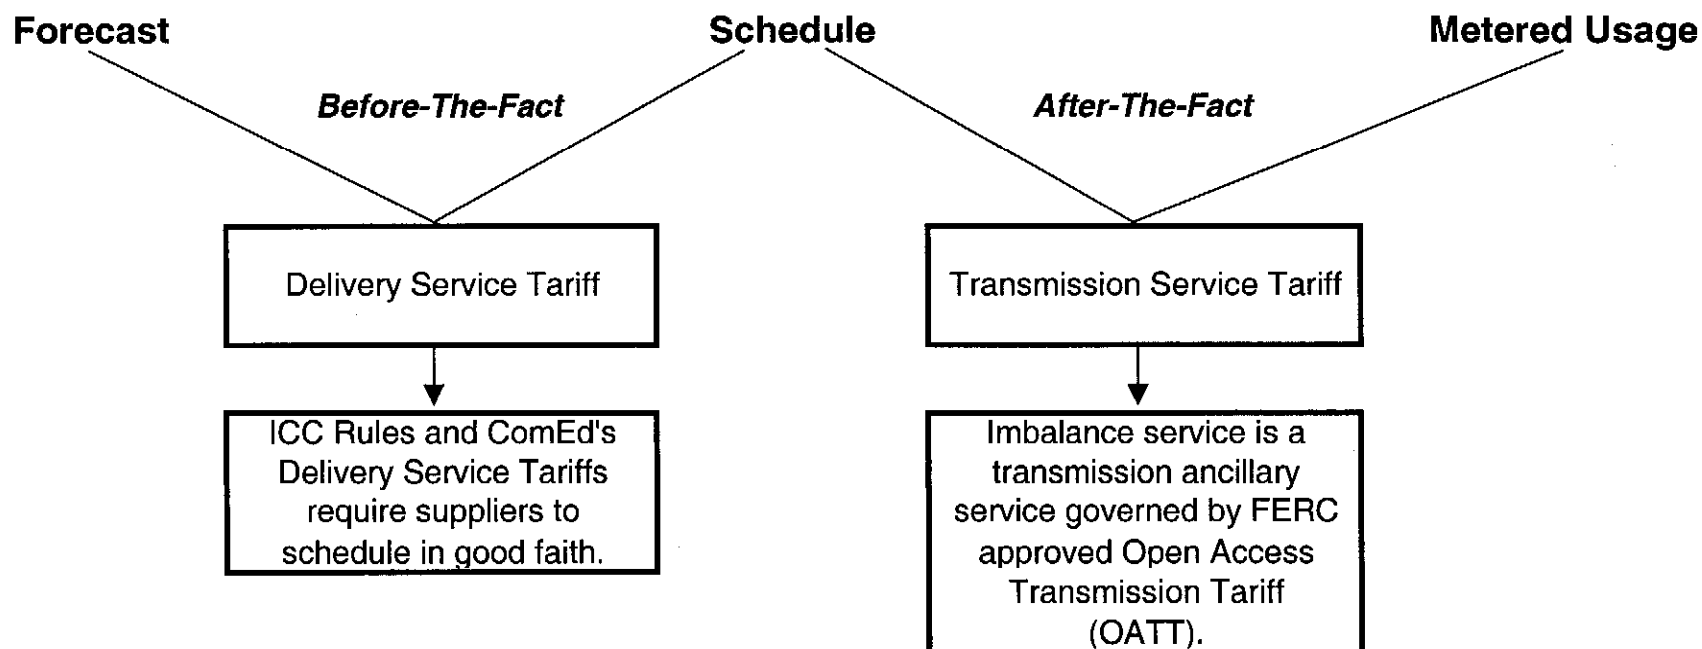 Forecast
Schedule
Metered Usage
Before-The-Fact
After-The-Fact
Delivery Service Tariff
Transmission Service Tariff
ICC Rules and ComEd's
Delivery Service Tariffs
require suppliers to
schedule in good faith.
Imbalance service is a
transmission ancillary
service governed by FERC
approved Open Access
Transmission Tariff
(OATT).